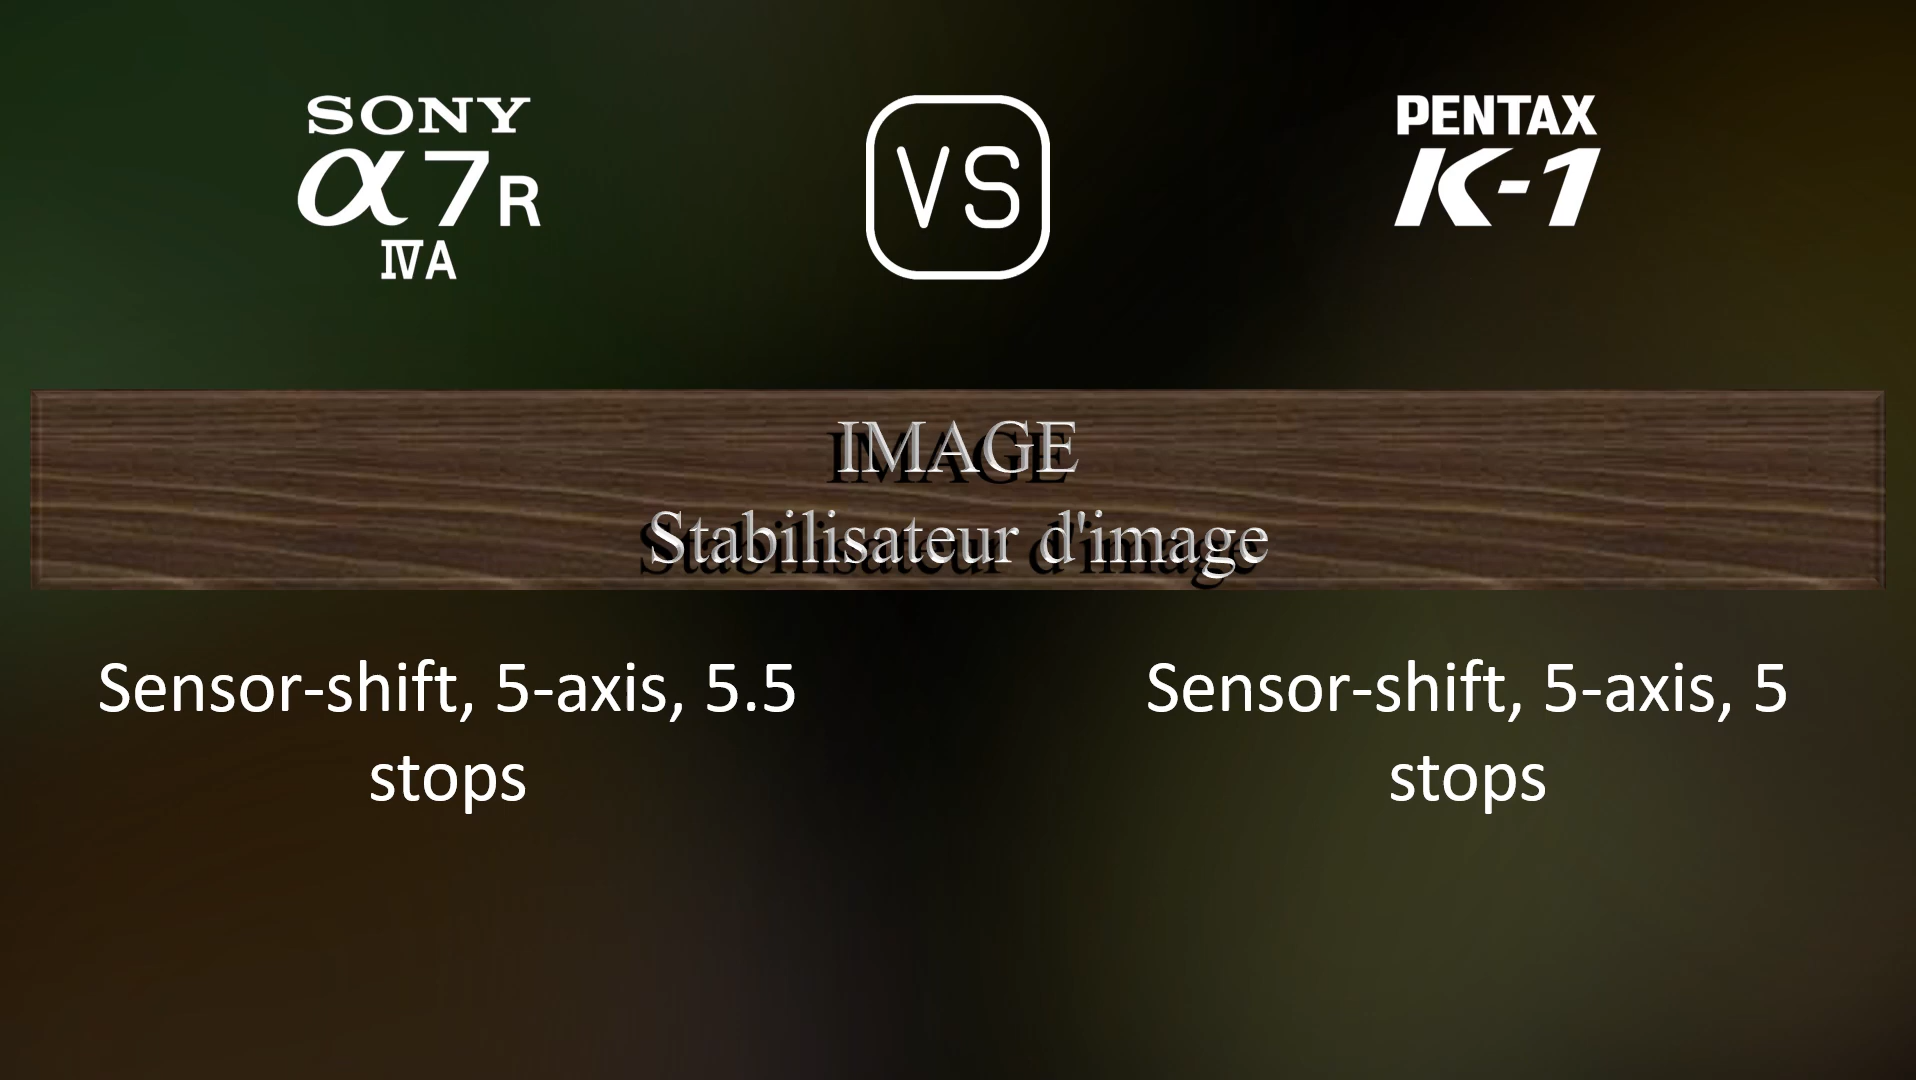 SONY
α7R
IVA
VS
PENTAX
K-1
IMAGE
Stabilisateur d'image
Sensor-shift, 5-axis, 5.5
stops
Sensor-shift, 5-axis, 5
stops